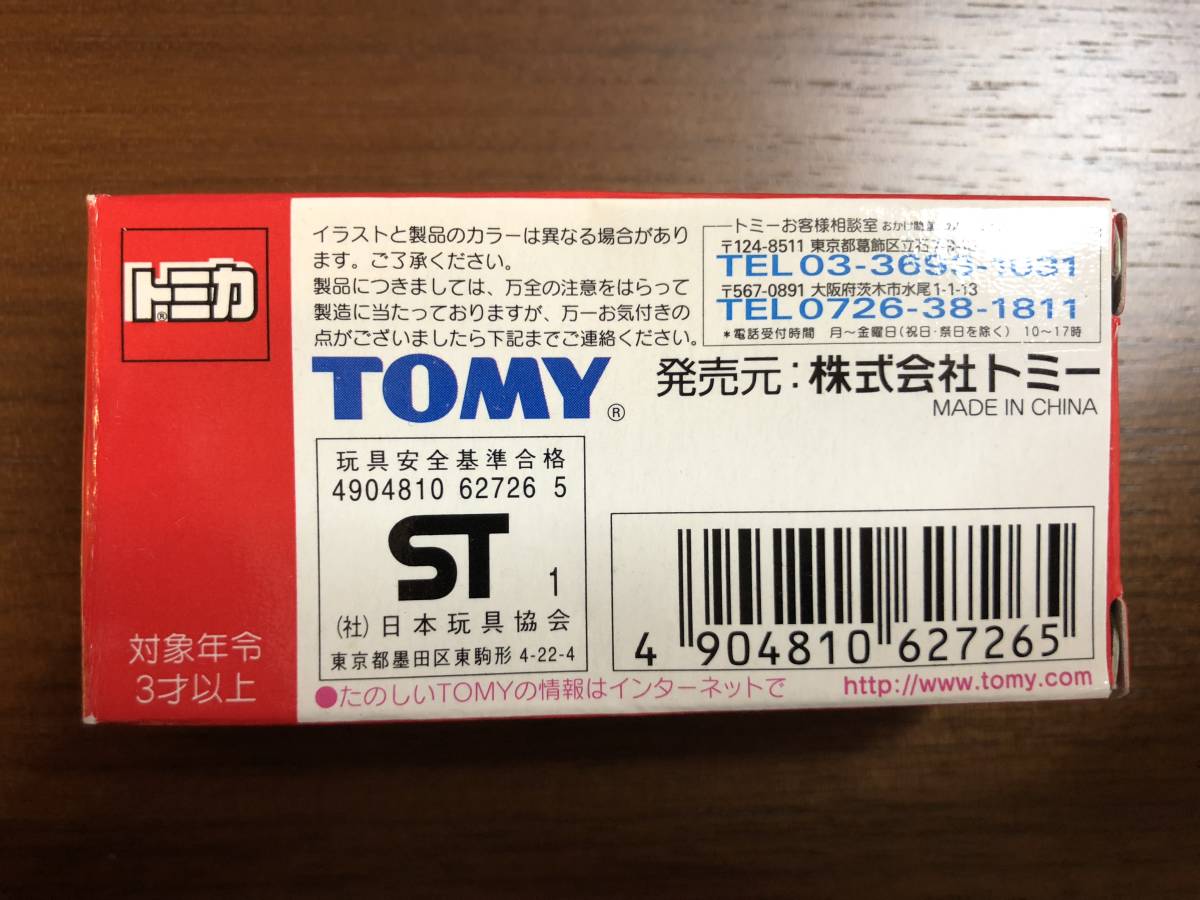 トミカ®
対象年令
3才以上
イラストと製品のカラーは異なる場合があり
ます。ご了承ください。
製品につきましては、万全の注意をはらって
製造に当たっておりますが、万一お気付きの
点がございましたら下記までご連絡ください。
トミーお客様相談室
〒124-8511 東京都葛飾区立石
TEL 03-3693-1031
〒567-0891 大阪府茨木市水尾1-1-13
TEL 0726-38-1811
*電話受付時間 月~金曜日(祝日・祭日を除く) 10~17時
TOMY®
発売元:株式会社トミー
MADE IN CHINA
玩具安全基準合格
4904810 62726 5
ST 1
(社)日本玩具協会
東京都墨田区東駒形 4-22-4
4 904810 627265
●たのしいTOMYの情報はインターネットで http://www.tomy.com